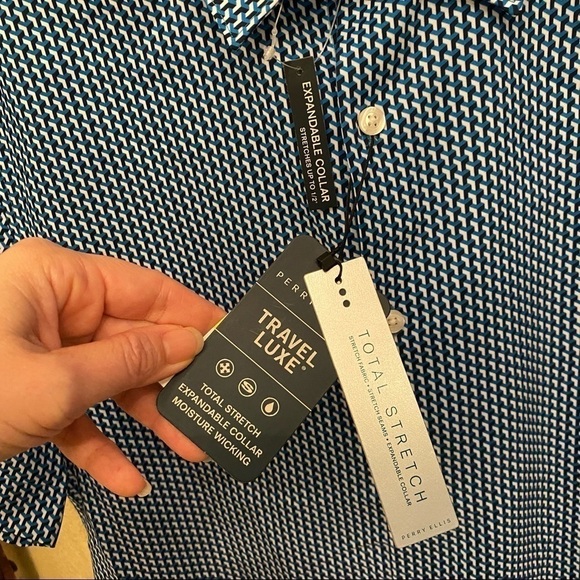 EXPANDABLE COLLAR
STRETCHES UP TO 1/2"
PERRY
TRAVEL
LUXE®
TOTAL STRETCH
EXPANDABLE COLLAR
MOISTURE WICKING
TOTAL STRETCH
STRETCH FABRIC • STRETCH SEAMS • EXPANDABLE COLLAR
PERRY ELLIS